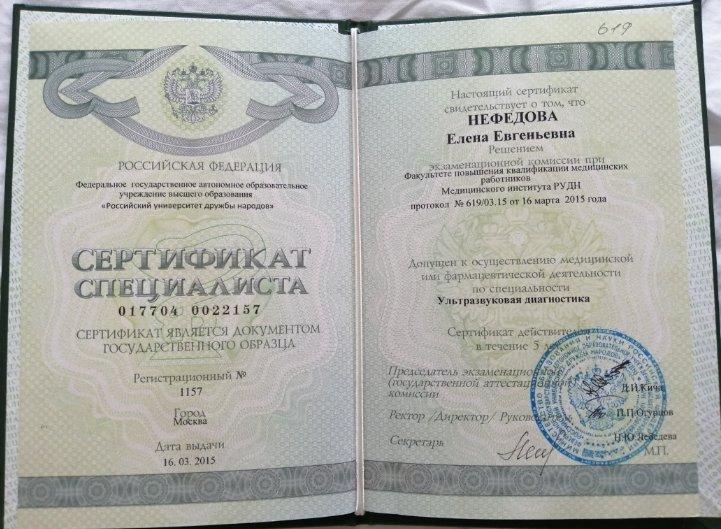 РОССИЙСКАЯ ФЕДЕРАЦИЯ
Федеральное государственное автономное образовательное
учреждение высшего образования
«Российский университет дружбы народов»
СЕРТИФИКАТ
СПЕЦИАЛИСТА
017704 0022157
СЕРТИФИКАТ ЯВЛЯЕТСЯ ДОКУМЕНТОМ
ГОСУДАРСТВЕННОГО ОБРАЗЦА
Регистрационный №
1157
Город
Москва
Дата выдачи
16. 03. 2015
619
Настоящий сертификат
свидетельствует о том, что
НЕФЕДОВА
Елена Евгеньевна
Решением
экзаменационной комиссии при
Факультете повышения квалификации медицинских
работников
Медицинского института РУДН
протокол № 619/03.15 от 16 марта 2015 года
Допущен к осуществлению медицинской
или фармацевтической деятельности
по специальности
Ультразвуковая диагностика
Сертификат действителен
в течение 5
Председатель экзаменационной
(государственной аттестационной)
комиссии
Д.И.Кича
Ректор /Директор/ Руководитель
П.П.Огурцов
Секретарь
Н.Ю.Лебедева
М.П.